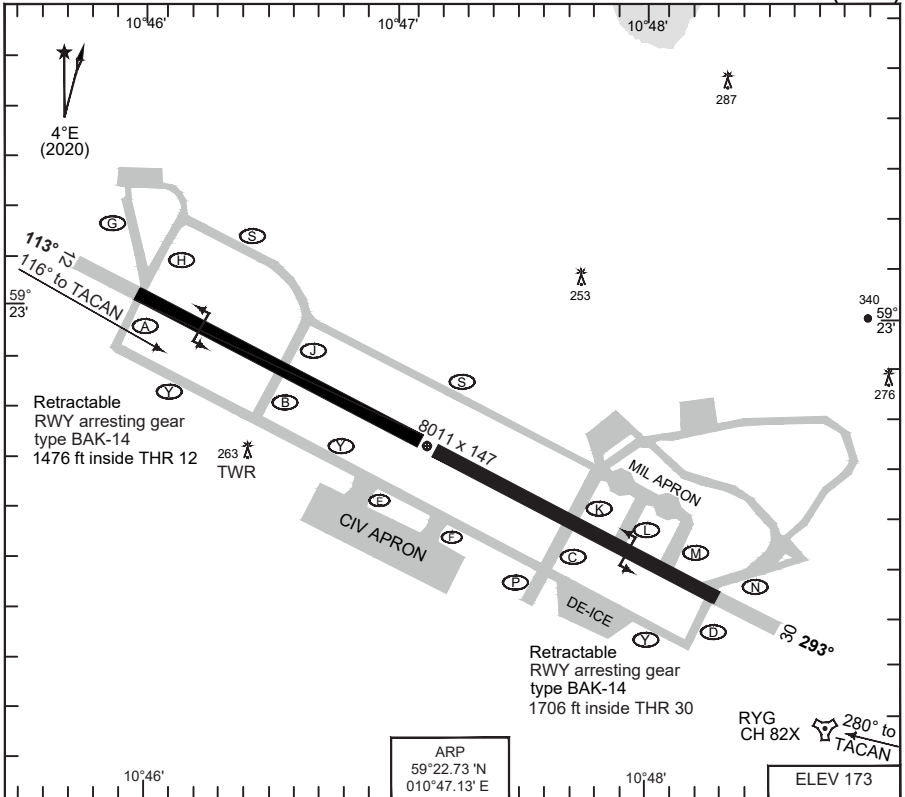 10°46'
10°47'
10°48'
287
4°E
(2020)
G
S
H
113°
12
116° to TACAN
253
59°
23'
340
59°
23'
A
J
S
276
Y
B
Retractable
RWY arresting gear
type BAK-14
1476 ft inside THR 12
8011 X 147
Y
263
TWR
MIL APRON
E
K
CIV APRON
L
F
M
C
P
N
DE-ICE
D
Y
30
293°
Retractable
RWY arresting gear
type BAK-14
1706 ft inside THR 30
RYG
CH 82X
280° to
TACAN
10°46'
ARP
59°22.73 'N
010°47.13' E
10°48'
ELEV 173